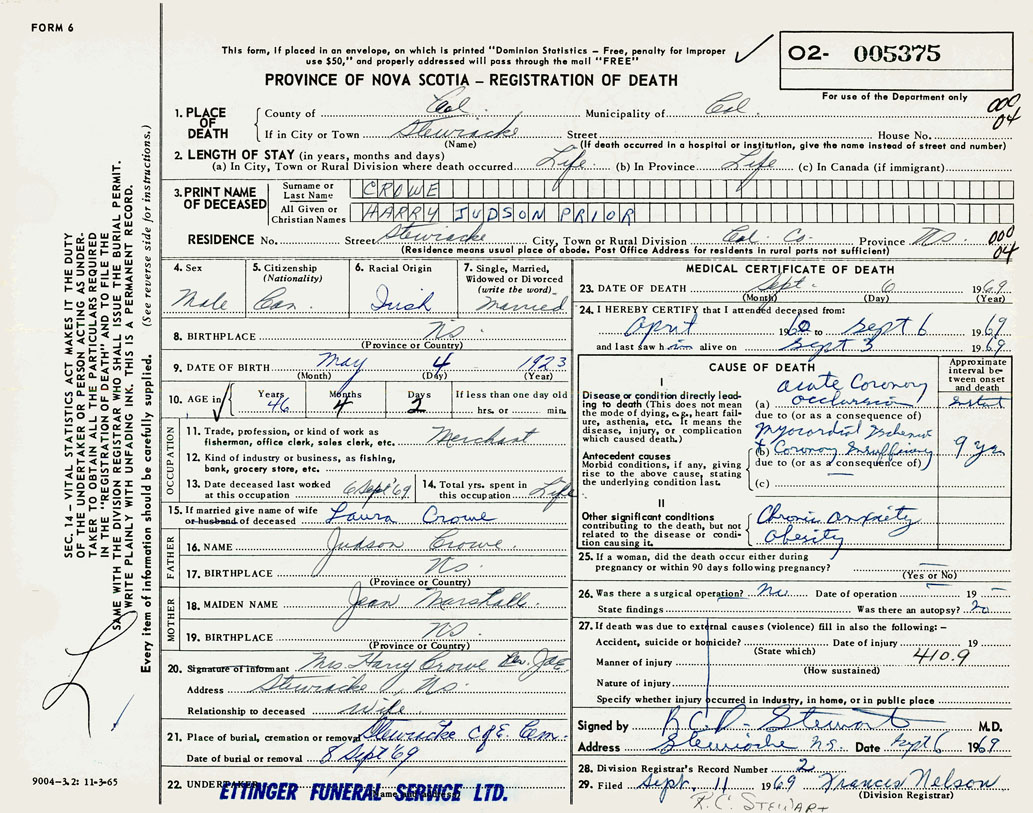 FORM 6
This form, if placed in an envelope, on which is printed "Dominion Statistics – Free, penalty for improper
use $50," and properly addressed will pass through the mail "FREE"
PROVINCE OF NOVA SCOTIA – REGISTRATION OF DEATH
02- 005375
For use of the Department only
000
04
1. PLACE OF DEATH
County of Col. Municipality of Col.
If in City or Town Stewiacke Street House No.
(Name) (If death occurred in a hospital or institution, give the name instead of street and number)
2. LENGTH OF STAY (in years, months and days)
(a) In City, Town or Rural Division where death occurred Life (b) In Province Life (c) In Canada (if immigrant)
3. PRINT NAME OF DECEASED
Surname or Last Name CROWE
All Given or Christian Names HARRY JUDSON PRIOR
RESIDENCE No. Street Stewiacke City, Town or Rural Division Col. Co. Province NS.
000
04
(Residence means usual place of abode. Post Office Address for residents in rural parts not sufficient)
4. Sex Male
5. Citizenship (Nationality) Can.
6. Racial Origin Irish
7. Single, Married, Widowed or Divorced (write the word) Married
8. BIRTHPLACE NS
(Province or Country)
9. DATE OF BIRTH May 4 1923
(Month) (Day) (Year)
10. AGE in Years 46 Months 4 Days 2 If less than one day old hrs. or min.
OCCUPATION
11. Trade, profession or kind of work as fisherman, office clerk, sales clerk, etc. Merchant
12. Kind of industry or business, as fishing, bank, grocery store, etc.
13. Date deceased last worked at this occupation 6 Sept '69
14. Total yrs. spent in this occupation Life
15. If married give name of wife or husband of deceased Laura Crowe
FATHER
16. NAME Judson Crowe
17. BIRTHPLACE NS.
(Province or Country)
MOTHER
18. MAIDEN NAME Jean Marshall
19. BIRTHPLACE NS
(Province or Country)
20. Signature of informant Mrs Harry Crowe
Address Stewiacke, NS.
Relationship to deceased wife
21. Place of burial, cremation or removal Stewiacke C of E Cem.
Date of burial or removal 8 Sept '69
22. UNDERTAKER ETTINGER FUNERAL SERVICE LTD.
(Name and address)
MEDICAL CERTIFICATE OF DEATH
23. DATE OF DEATH Sept. 6 1969
(Month) (Day) (Year)
24. I HEREBY CERTIFY that I attended deceased from:
April 1960 to Sept 6 1969
and last saw him alive on Sept 3 1969
CAUSE OF DEATH
Approximate interval between onset and death
I
Disease or condition directly leading to death (This does not mean the mode of dying, e.g., heart failure, asthenia, etc. It means the disease, injury, or complication which caused death.)
(a) acute Coronary occlusion Instant
due to (or as a consequence of)
Antecedent causes
Morbid conditions, if any, giving rise to the above cause, stating the underlying condition last.
Myocardial Ischemia
(b) Coronary Insufficiency 9 yrs
due to (or as a consequence of)
(c)
II
Other significant conditions contributing to the death, but not related to the disease or condition causing it.
Chronic anxiety
obesity
25. If a woman, did the death occur either during pregnancy or within 90 days following pregnancy?
(Yes or No)
26. Was there a surgical operation? No Date of operation 19
State findings Was there an autopsy? No
27. If death was due to external causes (violence) fill in also the following: –
Accident, suicide or homicide? Date of injury 19
(State which) 410.9
Manner of injury
(How sustained)
Nature of injury
Specify whether injury occurred in industry, in home, or in public place
Signed by R.C. Stewart M.D.
Address Stewiacke N.S. Date Sept 6 1969
28. Division Registrar's Record Number 2
29. Filed Sept. 11 1969 Frances Nelson
(Division Registrar)
R.C. STEWART
SEC. 14 – VITAL STATISTICS ACT MAKES IT THE DUTY
OF THE UNDERTAKER OR PERSON ACTING AS UNDER-
TAKER TO OBTAIN ALL THE PARTICULARS REQUIRED
IN THE "REGISTRATION OF DEATH" AND TO FILE THE
SAME WITH THE DIVISION REGISTRAR WHO SHALL ISSUE THE BURIAL PERMIT.
WRITE PLAINLY WITH UNFADING INK. THIS IS A PERMANENT RECORD.
Every item of information should be carefully supplied. (See reverse side for instructions.)
9004-3.2: 11-3-65